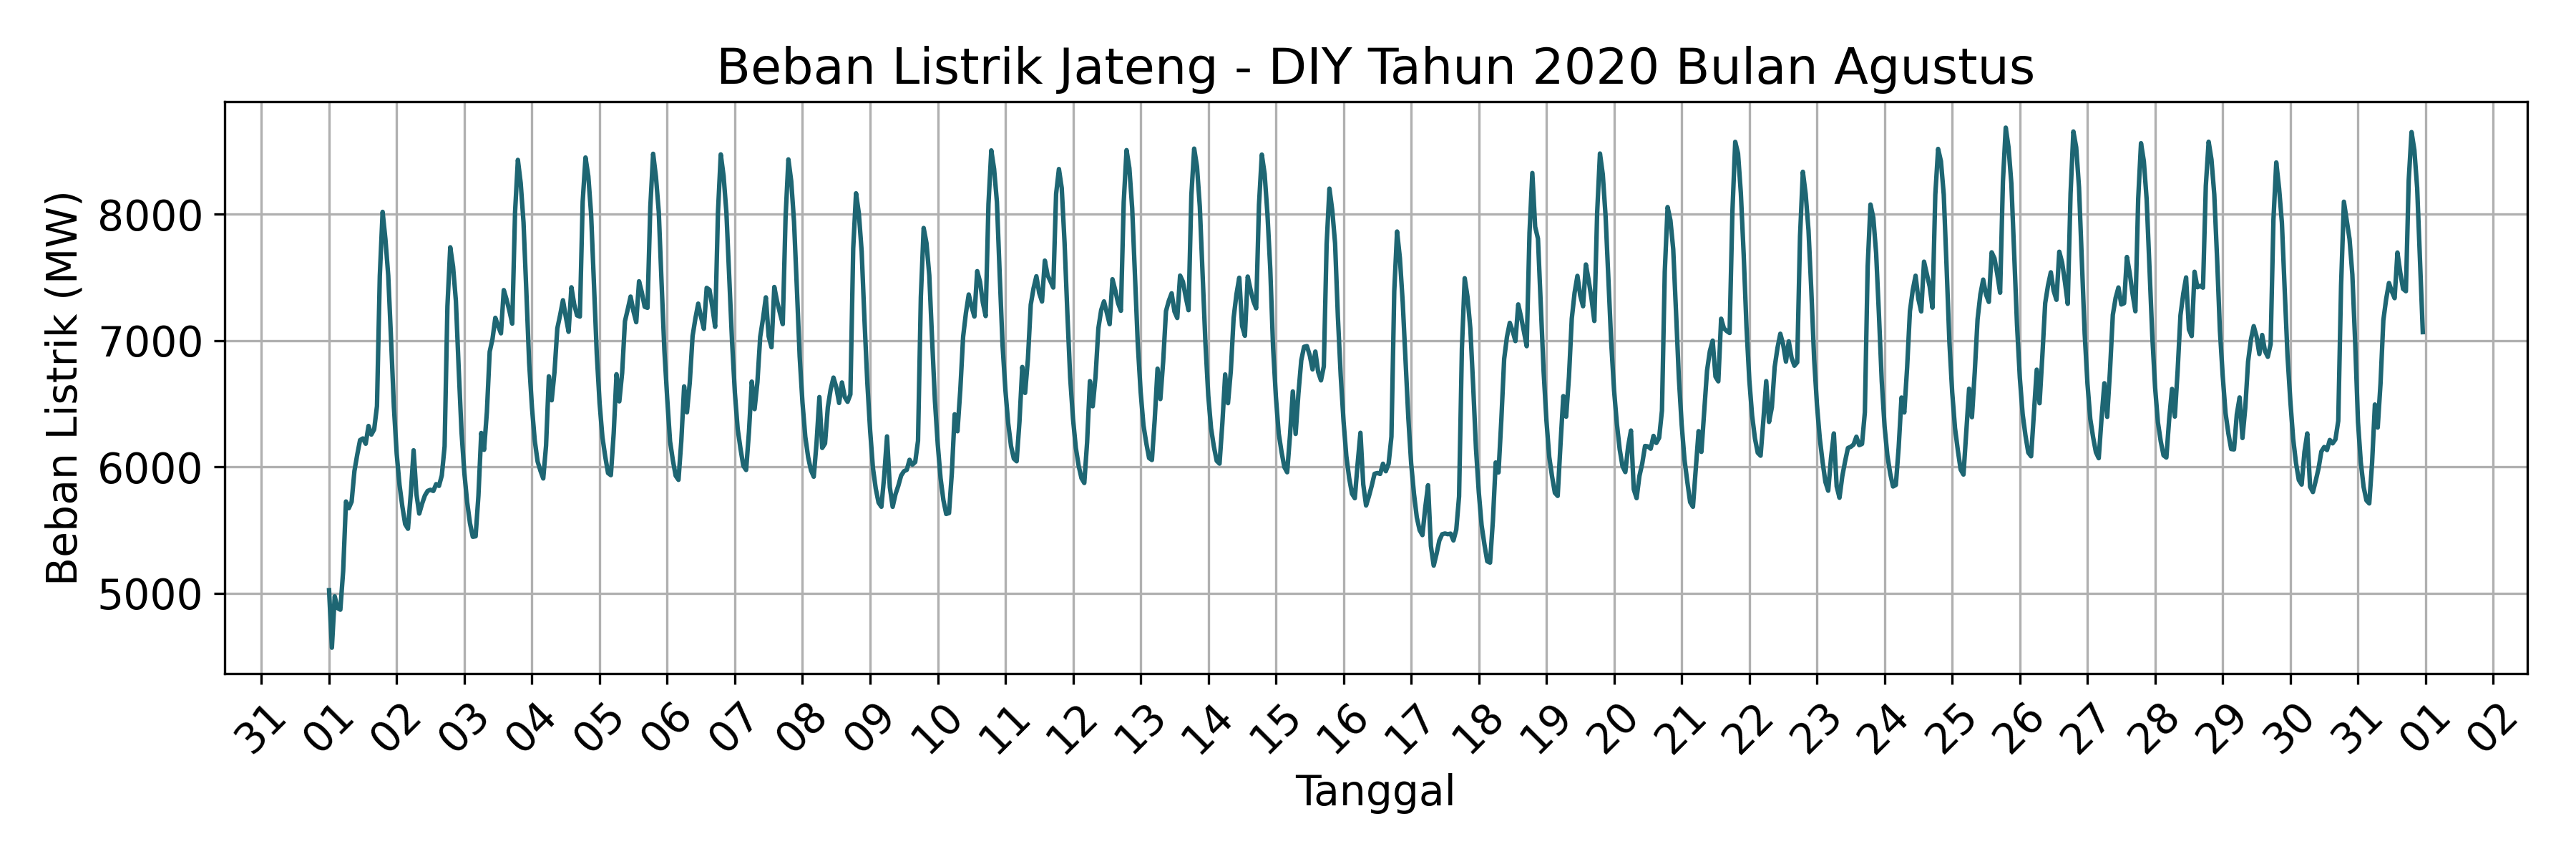 Beban Listrik Jateng - DIY Tahun 2020 Bulan Agustus
Beban Listrik (MW)
8000
7000
6000
5000
31 01 02 03 04 05 06 07 08 09 10 11 12 13 14 15 16 17 18 19 20 21 22 23 24 25 26 27 28 29 30 31 01 02
Tanggal